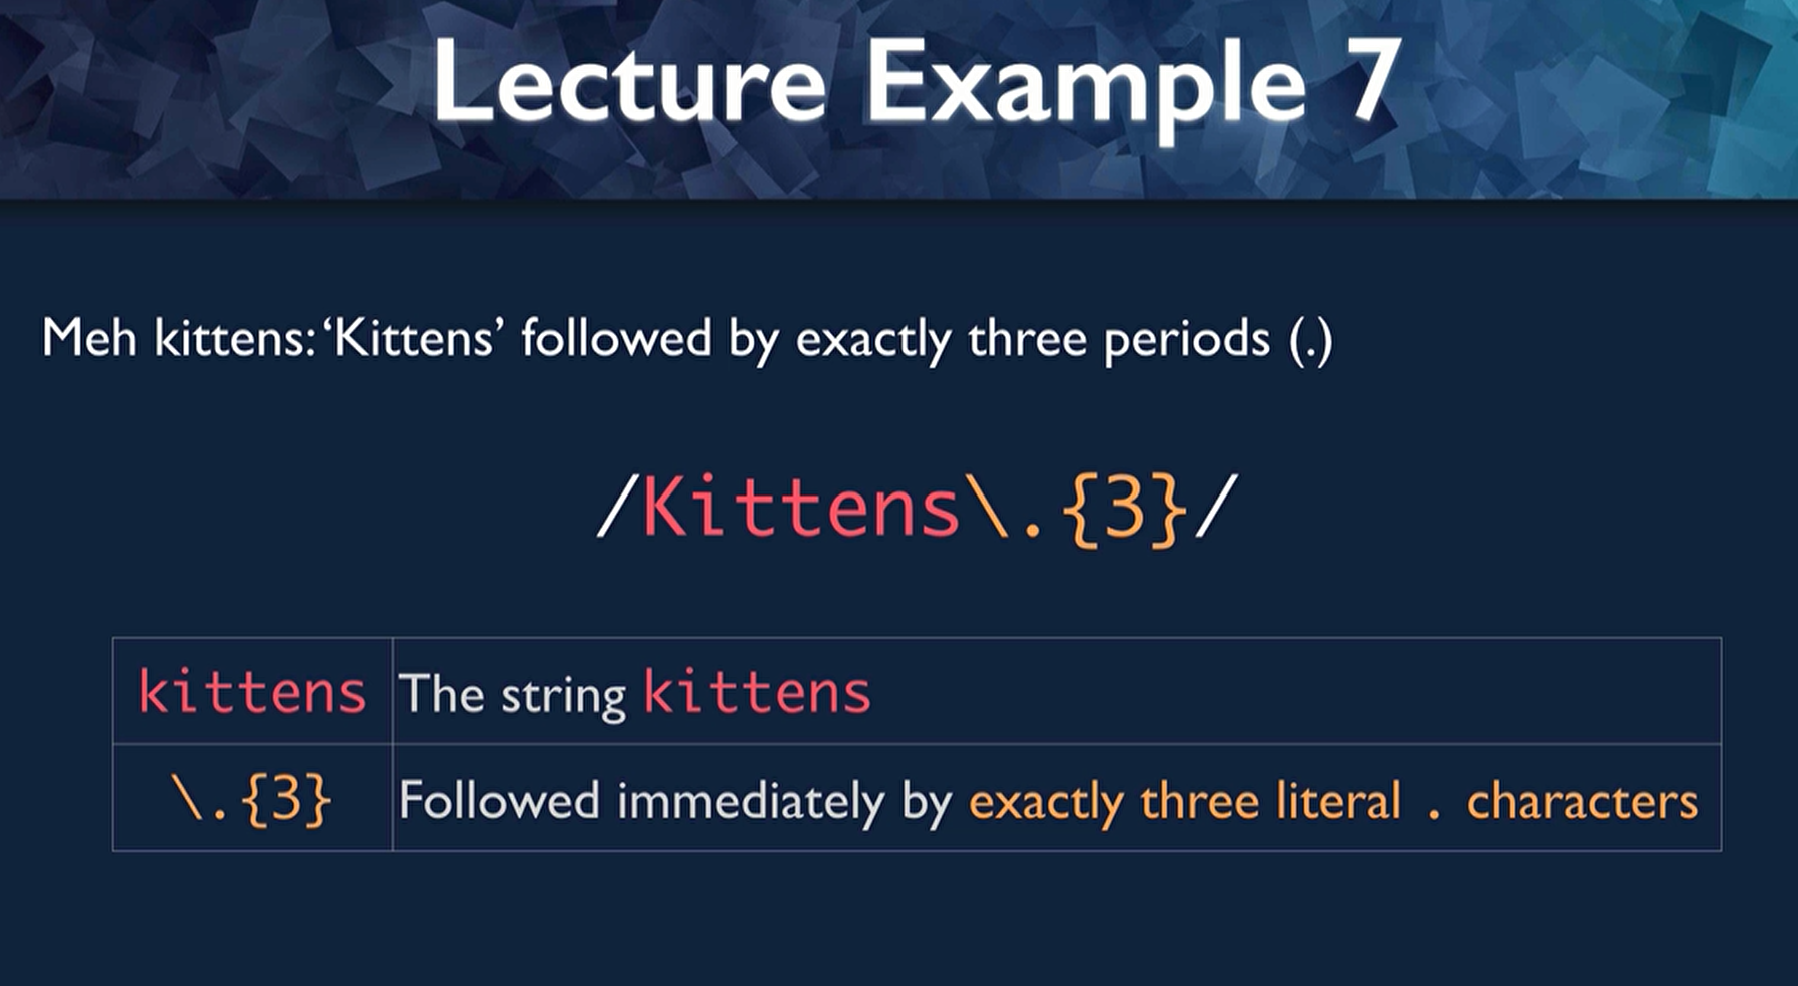 Lecture Example 7
Meh kittens: ‘Kittens’ followed by exactly three periods (.)
/Kittens\.{3}/
kittens The string kittens
\.{3} Followed immediately by exactly three literal . characters